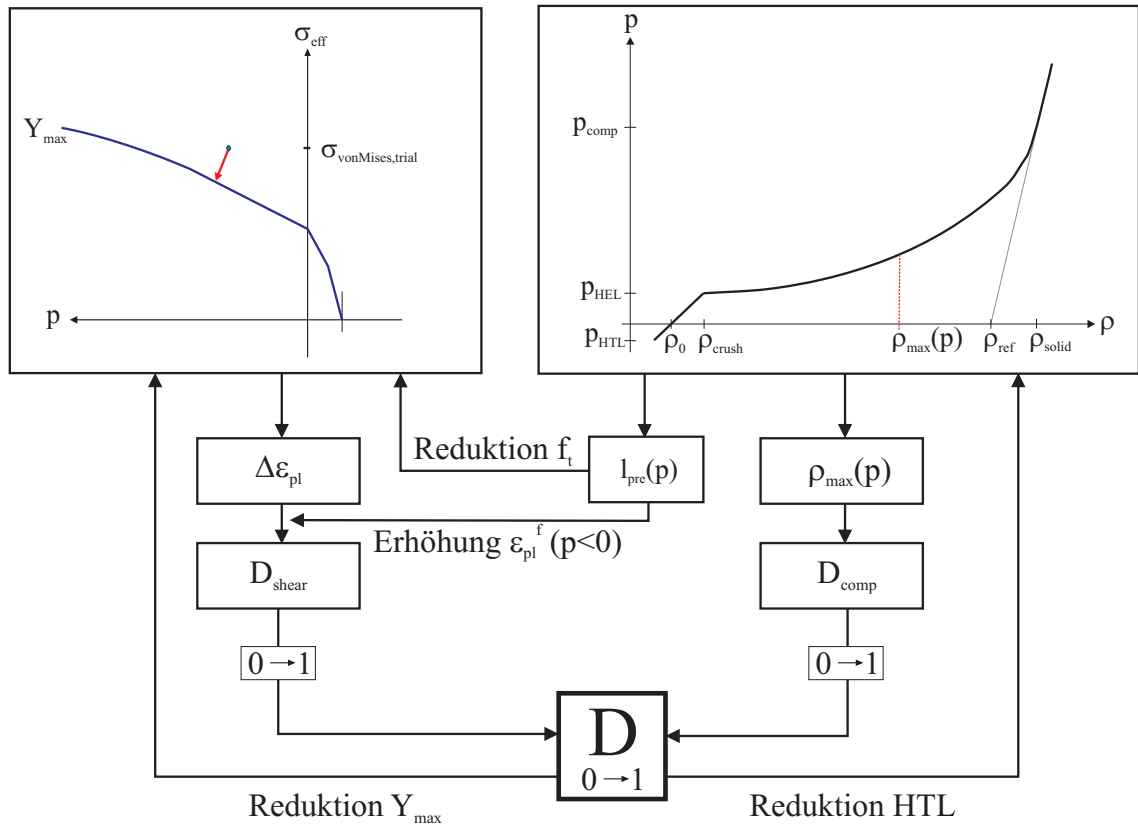 σeff
Ymax
σvonMises,trial
p
p
pcomp
pHEL
pHTL
ρ0
ρcrush
ρmax(p)
ρref
ρsolid
ρ
Reduktion ft
Δεpl
lpre(p)
ρmax(p)
Erhöhung εpl^f (p<0)
Dshear
Dcomp
0→1
0→1
D
0→1
Reduktion Ymax
Reduktion HTL